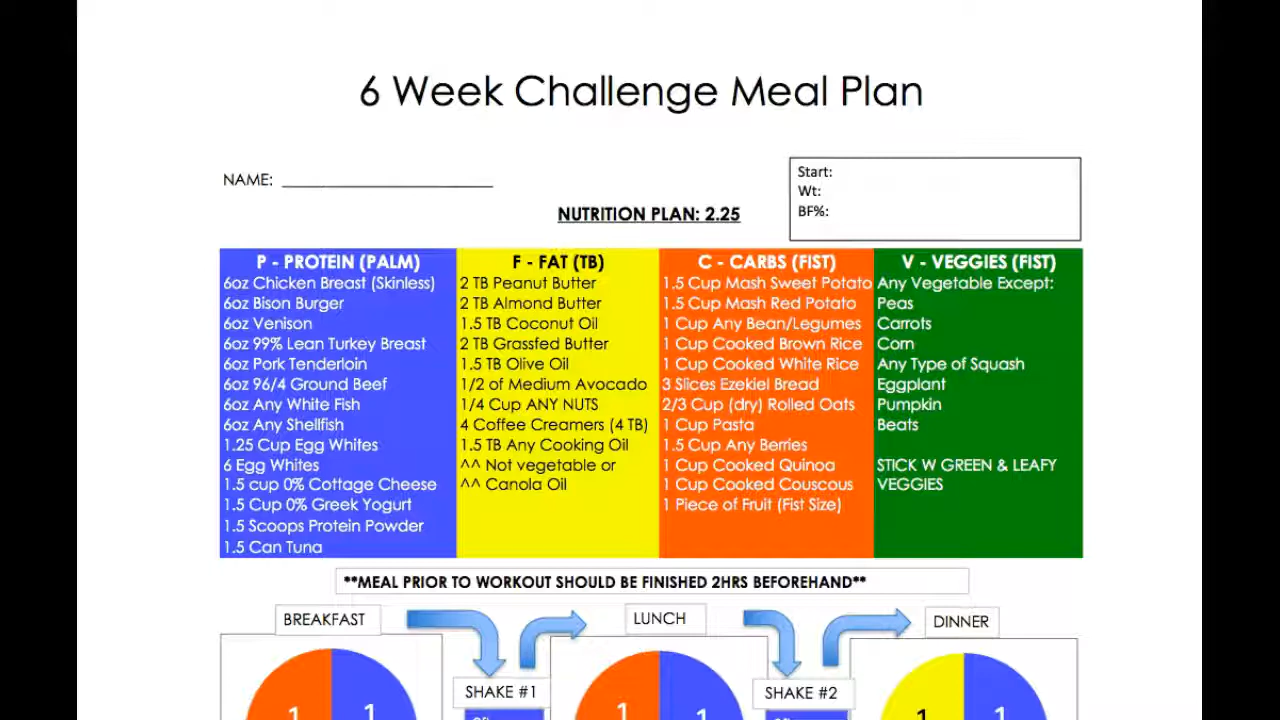 6 Week Challenge Meal Plan
NAME: ______________________
Start:
Wt:
BF%:
NUTRITION PLAN: 2.25
P - PROTEIN (PALM)
6oz Chicken Breast (Skinless)
6oz Bison Burger
6oz Venison
6oz 99% Lean Turkey Breast
6oz Pork Tenderloin
6oz 96/4 Ground Beef
6oz Any White Fish
6oz Any Shellfish
1.25 Cup Egg Whites
6 Egg Whites
1.5 cup 0% Cottage Cheese
1.5 Cup 0% Greek Yogurt
1.5 Scoops Protein Powder
1.5 Can Tuna
F - FAT (TB)
2 TB Peanut Butter
2 TB Almond Butter
1.5 TB Coconut Oil
2 TB Grassfed Butter
1.5 TB Olive Oil
1/2 of Medium Avocado
1/4 Cup ANY NUTS
4 Coffee Creamers (4 TB)
1.5 TB Any Cooking Oil
^^ Not vegetable or
^^ Canola Oil
C - CARBS (FIST)
1.5 Cup Mash Sweet Potato
1.5 Cup Mash Red Potato
1 Cup Any Bean/Legumes
1 Cup Cooked Brown Rice
1 Cup Cooked White Rice
3 Slices Ezekiel Bread
2/3 Cup (dry) Rolled Oats
1 Cup Pasta
1.5 Cup Any Berries
1 Cup Cooked Quinoa
1 Cup Cooked Couscous
1 Piece of Fruit (Fist Size)
V - VEGGIES (FIST)
Any Vegetable Except:
Peas
Carrots
Corn
Any Type of Squash
Eggplant
Pumpkin
Beats
STICK W GREEN & LEAFY
VEGGIES
**MEAL PRIOR TO WORKOUT SHOULD BE FINISHED 2HRS BEFOREHAND**
BREAKFAST
LUNCH
DINNER
SHAKE #1
SHAKE #2
1 1
1 1
1 1